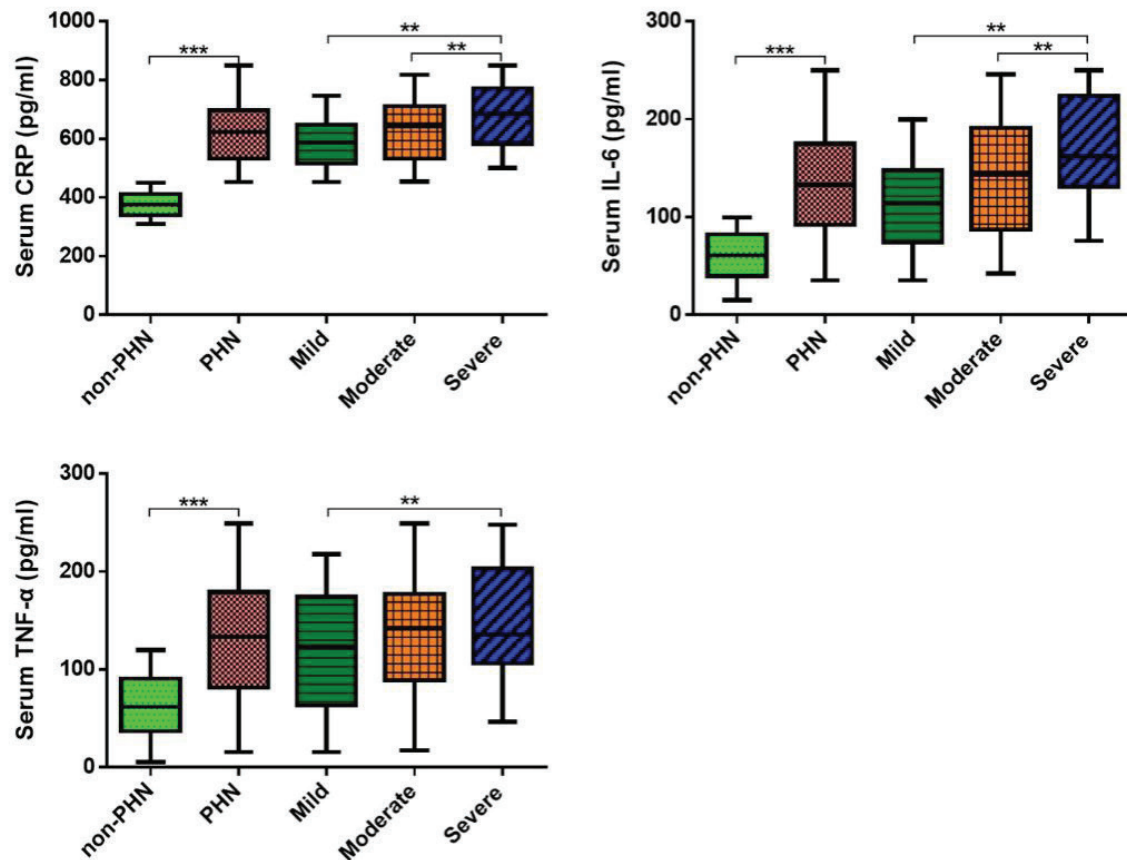 Serum CRP (pg/ml)
1000
800
600
400
200
0
***
**
**
non-PHN
PHN
Mild
Moderate
Severe
Serum IL-6 (pg/ml)
300
200
100
0
***
**
**
non-PHN
PHN
Mild
Moderate
Severe
Serum TNF-α (pg/ml)
300
200
100
0
***
**
non-PHN
PHN
Mild
Moderate
Severe